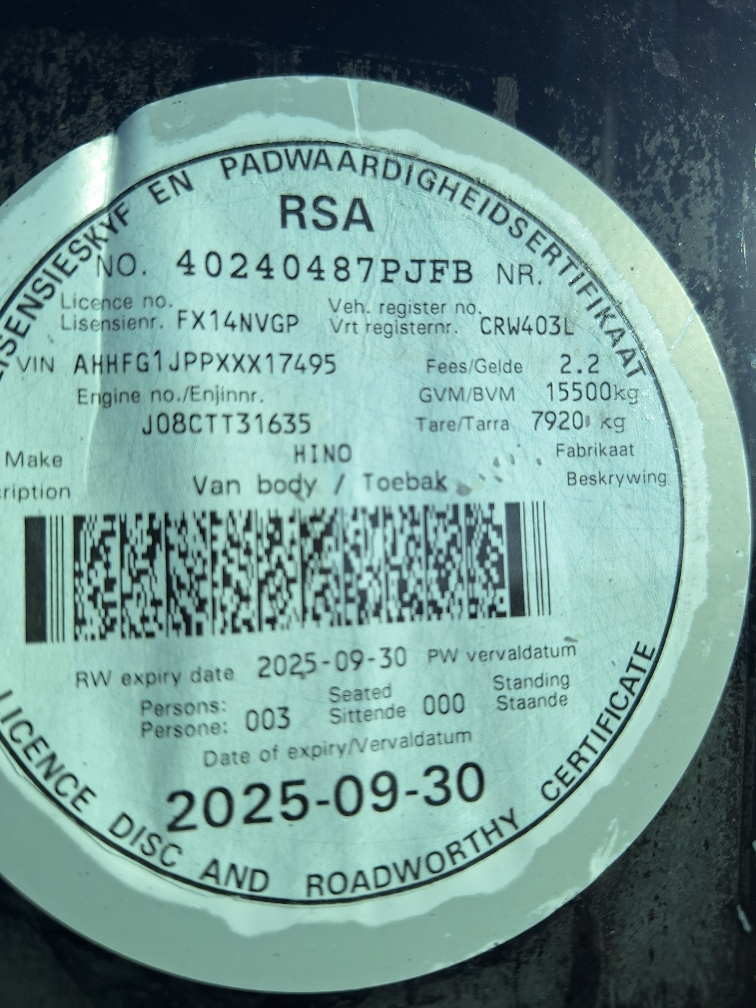 LISENSIESKYF EN PADWAARDIGHEIDSERTIFIKAAT
RSA
NO. 40240487PJFB NR.
Licence no. Veh. register no.
Lisensienr. FX14NVGP Vrt registernr. CRW403L
VIN AHHFG1JPPXXX17495 Fees/Gelde 2.2
Engine no./Enjinnr. GVM/BVM 15500kg
J08CTT31635 Tare/Tarra 7920 kg
Make HINO Fabrikaat
ription Van body / Toebak Beskrywing
RW expiry date 2025-09-30 PW vervaldatum
Persons: Seated Standing
Persone: 003 Sittende 000 Staande
Date of expiry/Vervaldatum
2025-09-30
LICENCE DISC AND ROADWORTHY CERTIFICATE